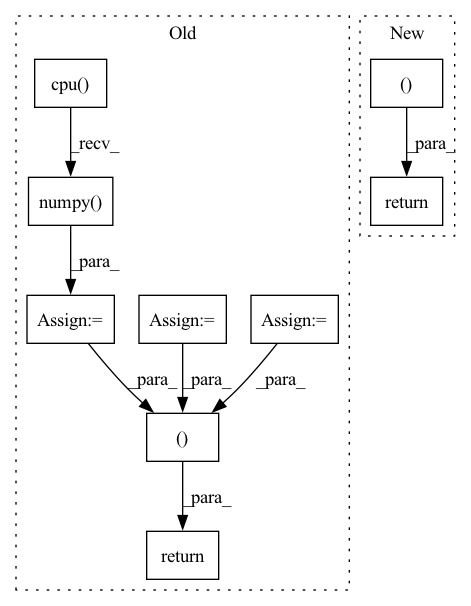 Old
New
cpu()
()
_recv_
_para_
numpy()
return
_para_
Assign:=
Assign:=
Assign:=
_para_
_para_
_para_
()
_para_
return